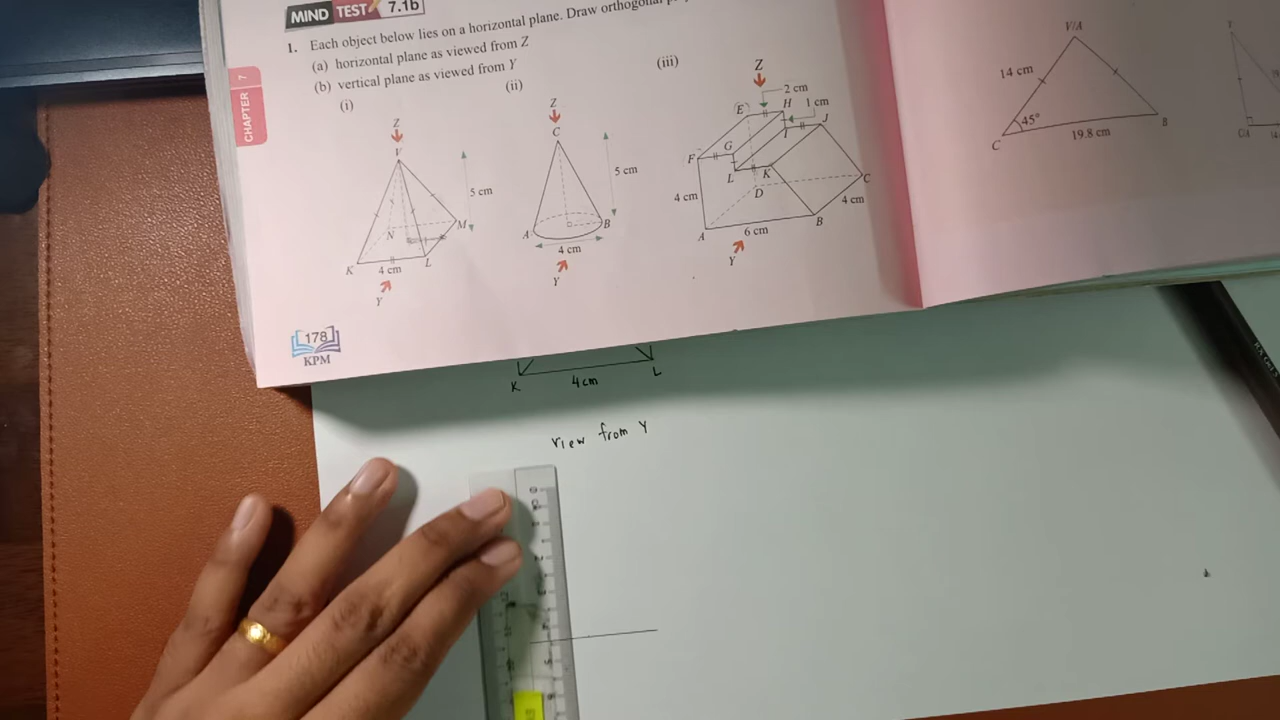 MIND TEST 7.1b
1. Each object below lies on a horizontal plane. Draw orthogonal
(a) horizontal plane as viewed from Z
(b) vertical plane as viewed from Y
(i)
(ii)
(iii)
CHAPTER 7
Z
V
5 cm
M
N
K
4 cm
L
Y
Z
C
5 cm
A
B
4 cm
Y
Z
2 cm
E
H
1 cm
J
I
F
G
L
K
C
D
4 cm
4 cm
B
A
6 cm
Y
V/A
14 cm
45°
C
19.8 cm
B
178
KPM
K
4cm
L
view from Y